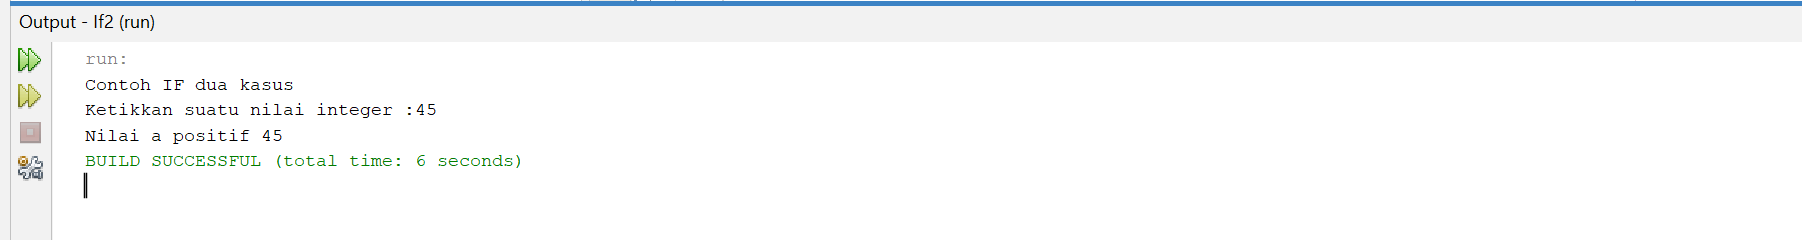 Output - If2 (run)
run:
Contoh IF dua kasus
Ketikkan suatu nilai integer :45
Nilai a positif 45
BUILD SUCCESSFUL (total time: 6 seconds)